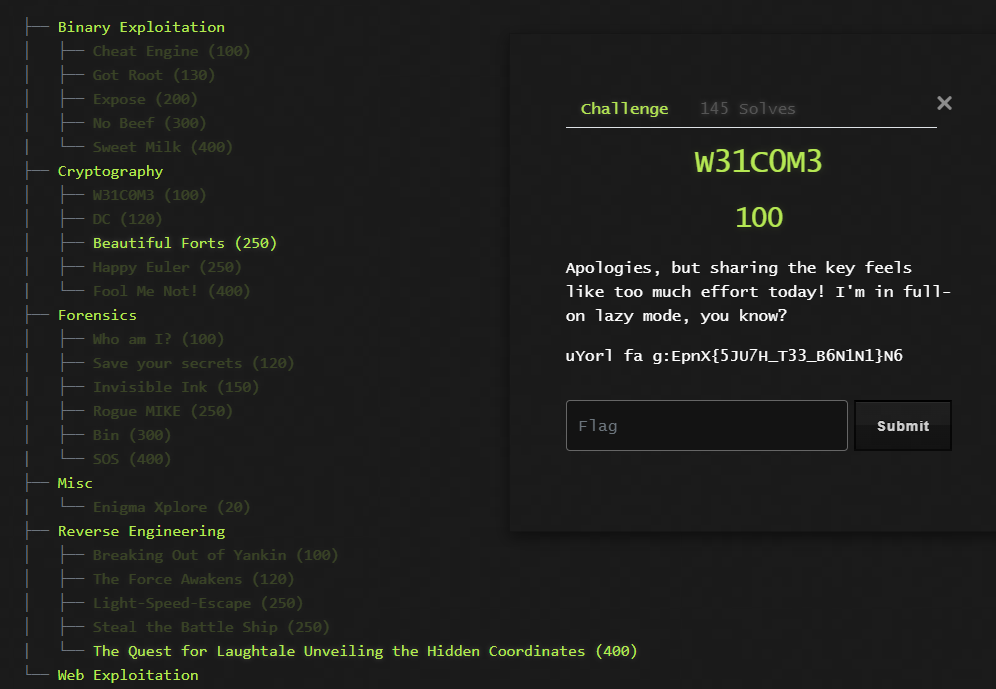 Binary Exploitation
Cheat Engine (100)
Got Root (130)
Expose (200)
No Beef (300)
Sweet Milk (400)
Cryptography
W31C0M3 (100)
DC (120)
Beautiful Forts (250)
Happy Euler (250)
Fool Me Not! (400)
Forensics
Who am I? (100)
Save your secrets (120)
Invisible Ink (150)
Rogue MIKE (250)
Bin (300)
SOS (400)
Misc
Enigma Xplore (20)
Reverse Engineering
Breaking Out of Yankin (100)
The Force Awakens (120)
Light-Speed-Escape (250)
Steal the Battle Ship (250)
The Quest for Laughtale Unveiling the Hidden Coordinates (400)
Web Exploitation
Challenge 145 Solves ×
W31C0M3
100
Apologies, but sharing the key feels
like too much effort today! I'm in full-
on lazy mode, you know?
uYorl fa g:EpnX{5JU7H_T33_B6N1N1}N6
Flag Submit